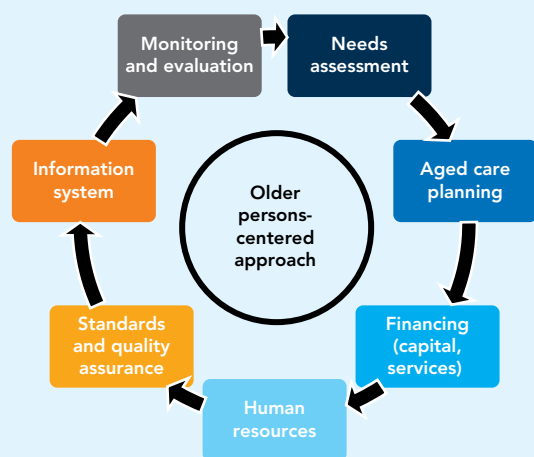 Monitoring
and evaluation
Needs
assessment
Aged care
planning
Financing
(capital,
services)
Human
resources
Standards
and quality
assurance
Information
system
Older
persons-
centered
approach